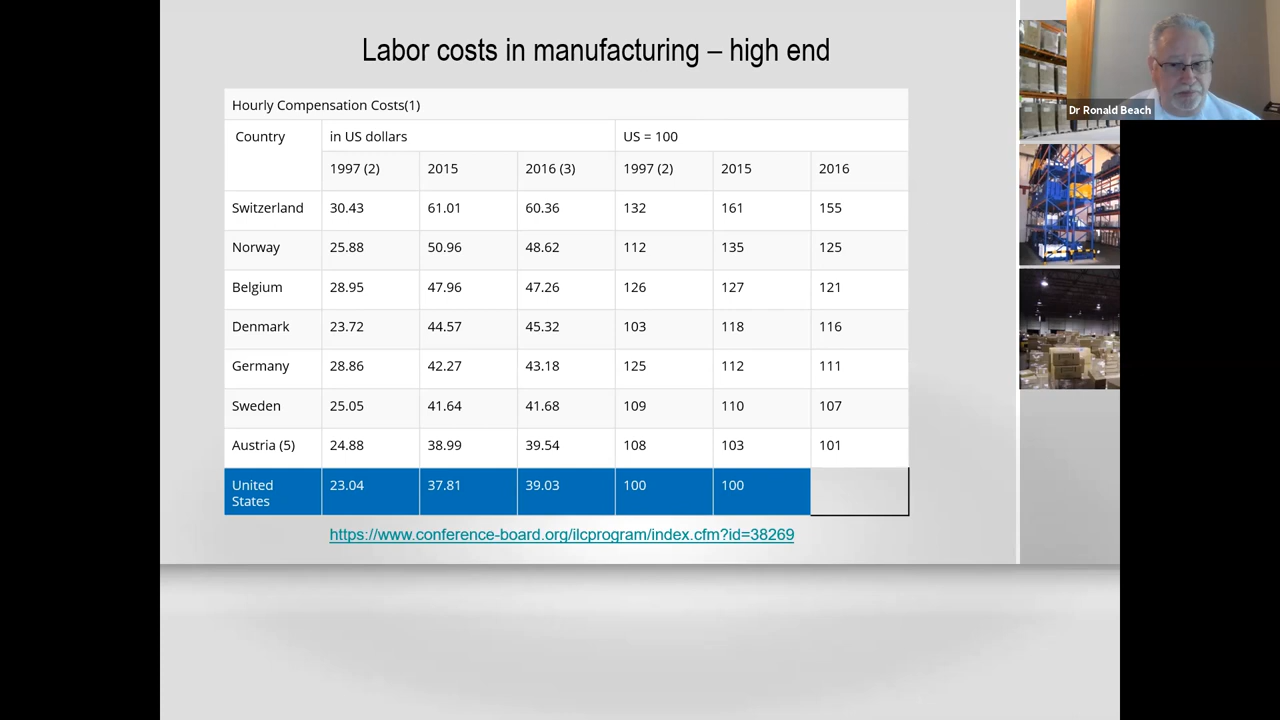 Labor costs in manufacturing – high end
Hourly Compensation Costs(1)
Country in US dollars US = 100
1997 (2) 2015 2016 (3) 1997 (2) 2015 2016
Switzerland 30.43 61.01 60.36 132 161 155
Norway 25.88 50.96 48.62 112 135 125
Belgium 28.95 47.96 47.26 126 127 121
Denmark 23.72 44.57 45.32 103 118 116
Germany 28.86 42.27 43.18 125 112 111
Sweden 25.05 41.64 41.68 109 110 107
Austria (5) 24.88 38.99 39.54 108 103 101
United 23.04 37.81 39.03 100 100
States
https://www.conference-board.org/ilcprogram/index.cfm?id=38269
Dr Ronald Beach